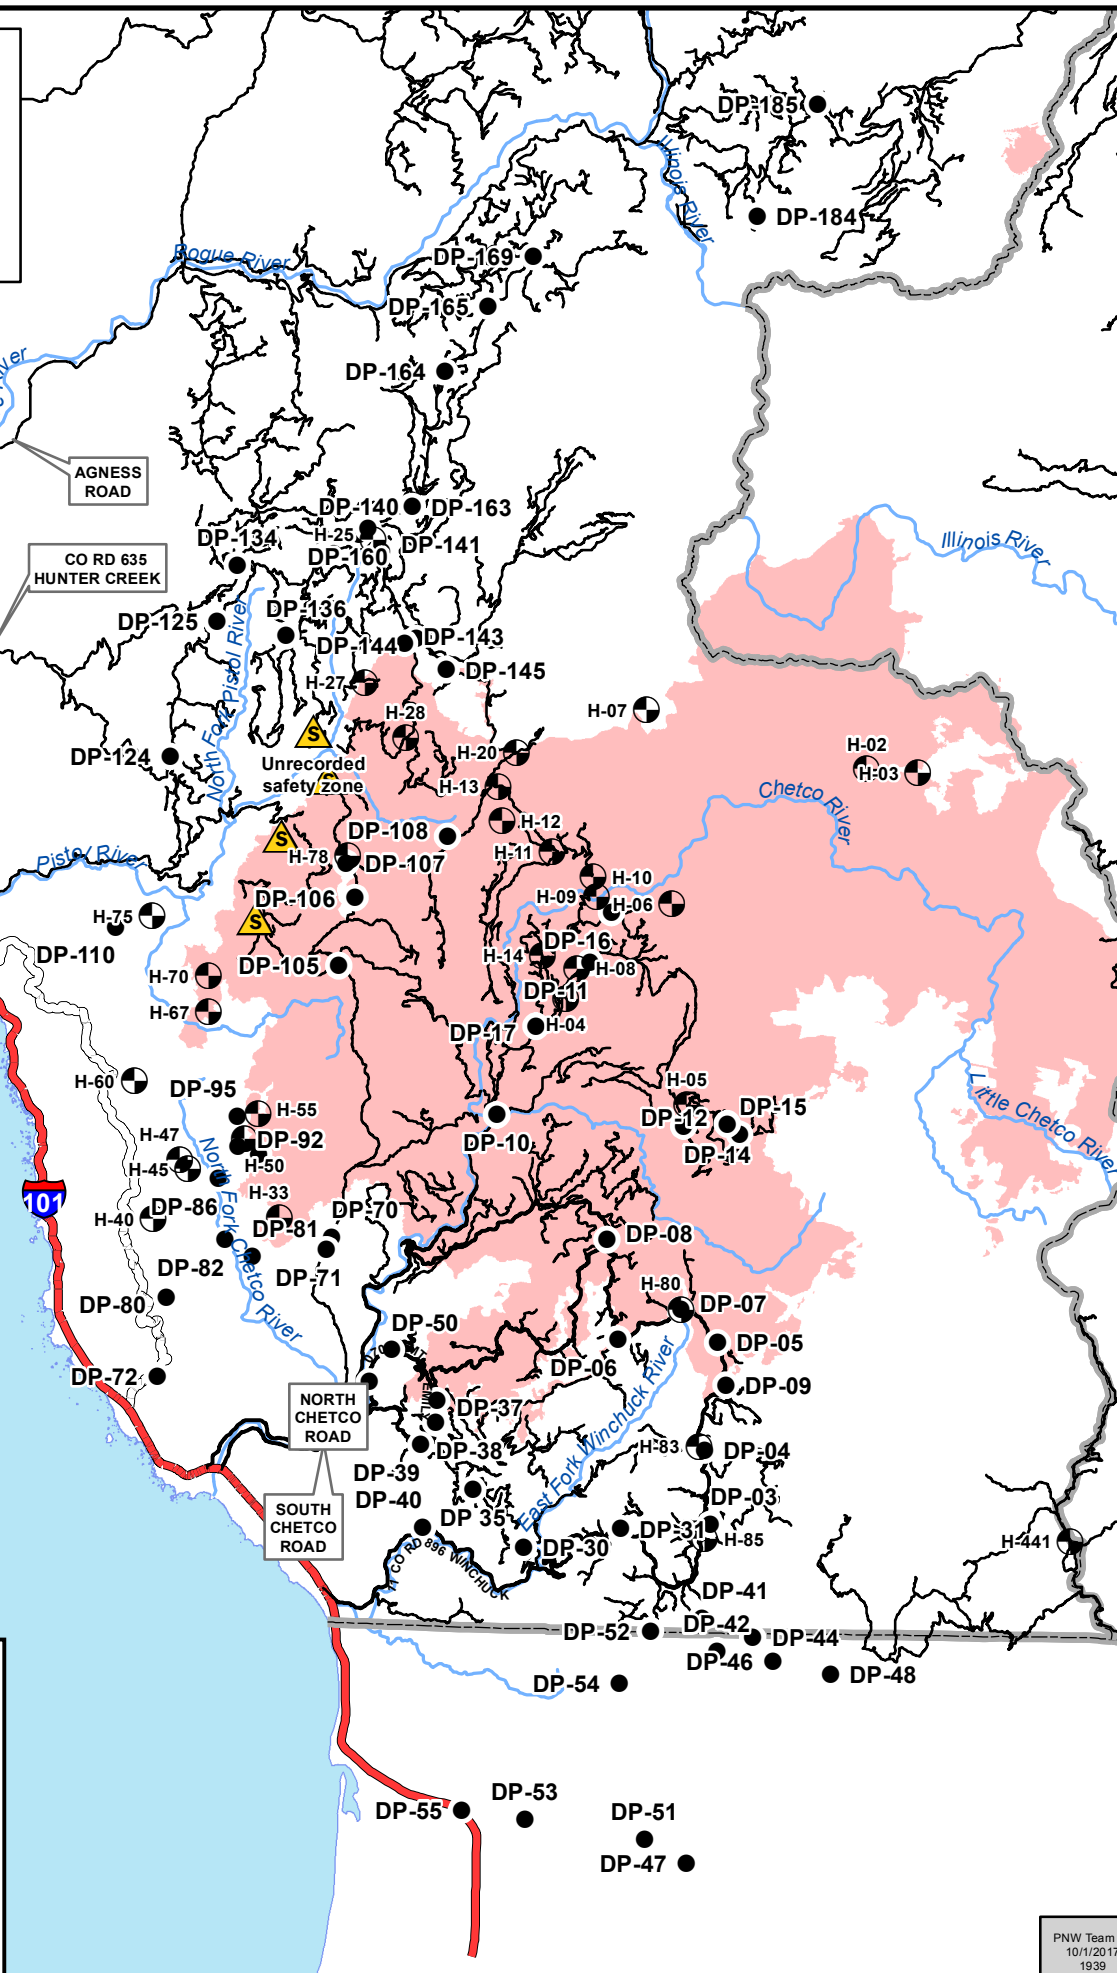 DP-185
Illinois River
DP-184
Rogue River
DP-169
DP-165
DP-164
AGNESS
ROAD
DP-140
DP-163
H-25
DP-134
DP-160
DP-141
Illinois River
CO RD 635
HUNTER CREEK
DP-136
DP-125
North Fork Pistol River
DP-144
DP-143
DP-145
H-27
H-07
H-28
S
H-20
H-02
DP-124
Unrecorded
safety zone
S
H-03
H-13
Chetco River
H-12
DP-108
S
H-78
DP-107
H-11
Pistol River
H-10
H-09
DP-106
H-06
H-75
S
DP-110
DP-16
H-14
DP-105
H-08
H-70
DP-11
H-67
DP-17
H-04
H-60
H-05
DP-95
H-55
DP-12
DP-15
Little Chetco River
DP-10
H-47
DP-92
DP-14
H-45
H-50
North Fork Chetco River
101
H-33
DP-86
H-40
DP-70
DP-81
DP-08
DP-82
DP-71
H-80
DP-07
DP-80
DP-50
DP-05
DP-06
DP-72
DP-09
EMILY
NORTH
CHETCO
ROAD
DP-37
East Fork Winchuck River
DP-38
H-83
DP-04
DP-39
DP-40
DP-03
SOUTH
CHETCO
ROAD
DP 35
DP-31
H-85
H-441
DP-30
CO RD 896 WINCHUCK
DP-41
DP-52
DP-42
DP-44
DP-46
DP-54
DP-48
DP-53
DP-55
DP-51
DP-47
PNW Team
10/1/2017
1939